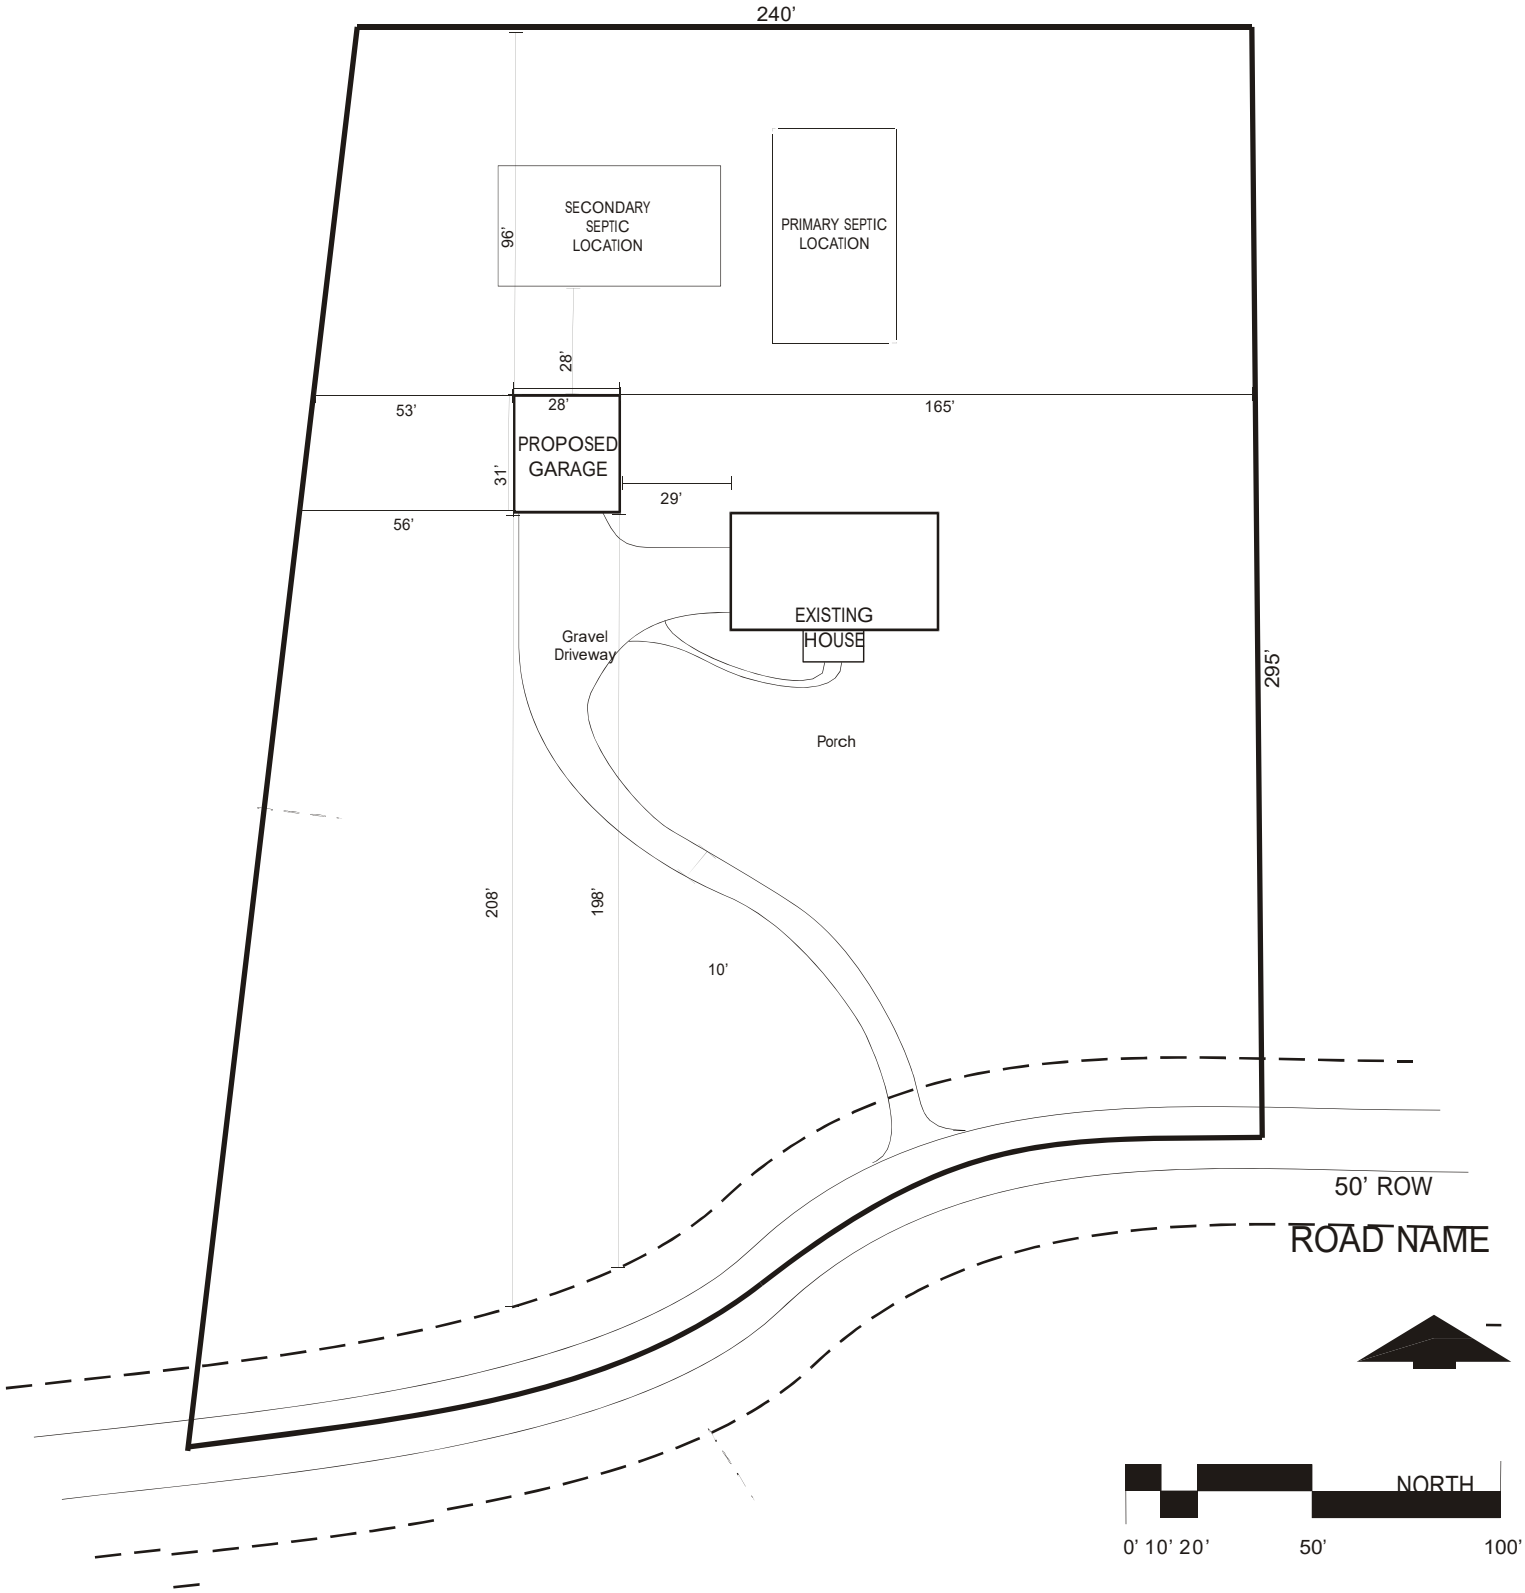 240’
SECONDARY
SEPTIC
LOCATION
PRIMARY SEPTIC
LOCATION
96’
28’
53’
28’
165’
PROPOSED
GARAGE
31’
29’
56’
EXISTING
HOUSE
Gravel
Driveway
295’
Porch
208’
198’
10’
50’ ROW
ROAD NAME
NORTH
0’ 10’ 20’ 50’ 100’